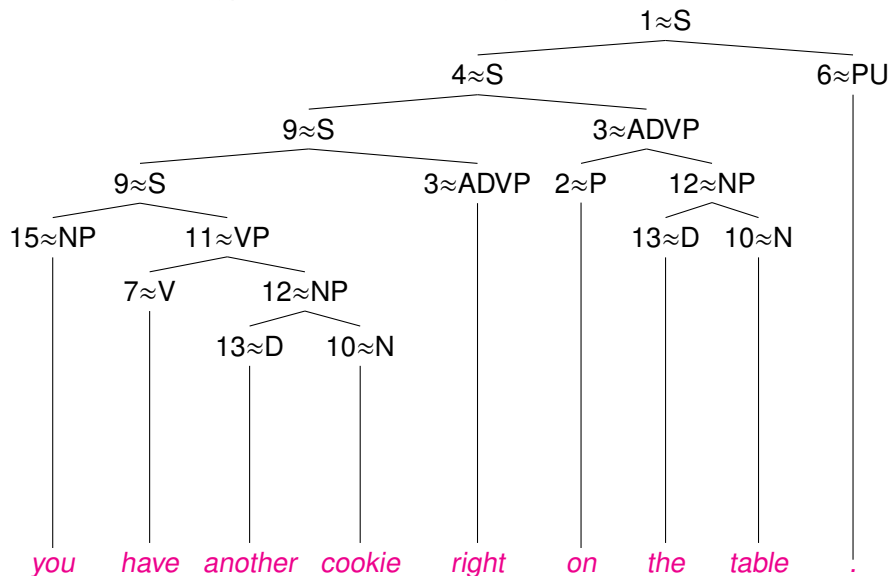 1≈S
4≈S 6≈PU
9≈S 3≈ADVP
9≈S 3≈ADVP 2≈P 12≈NP
15≈NP 11≈VP 13≈D 10≈N
7≈V 12≈NP
13≈D 10≈N
you have another cookie right on the table .